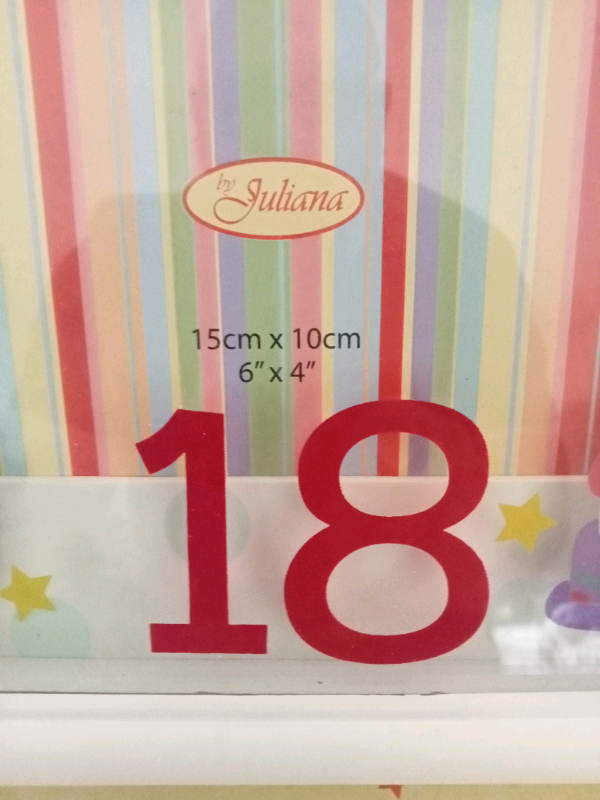 by Juliana
15cm x 10cm
6” x 4”
18